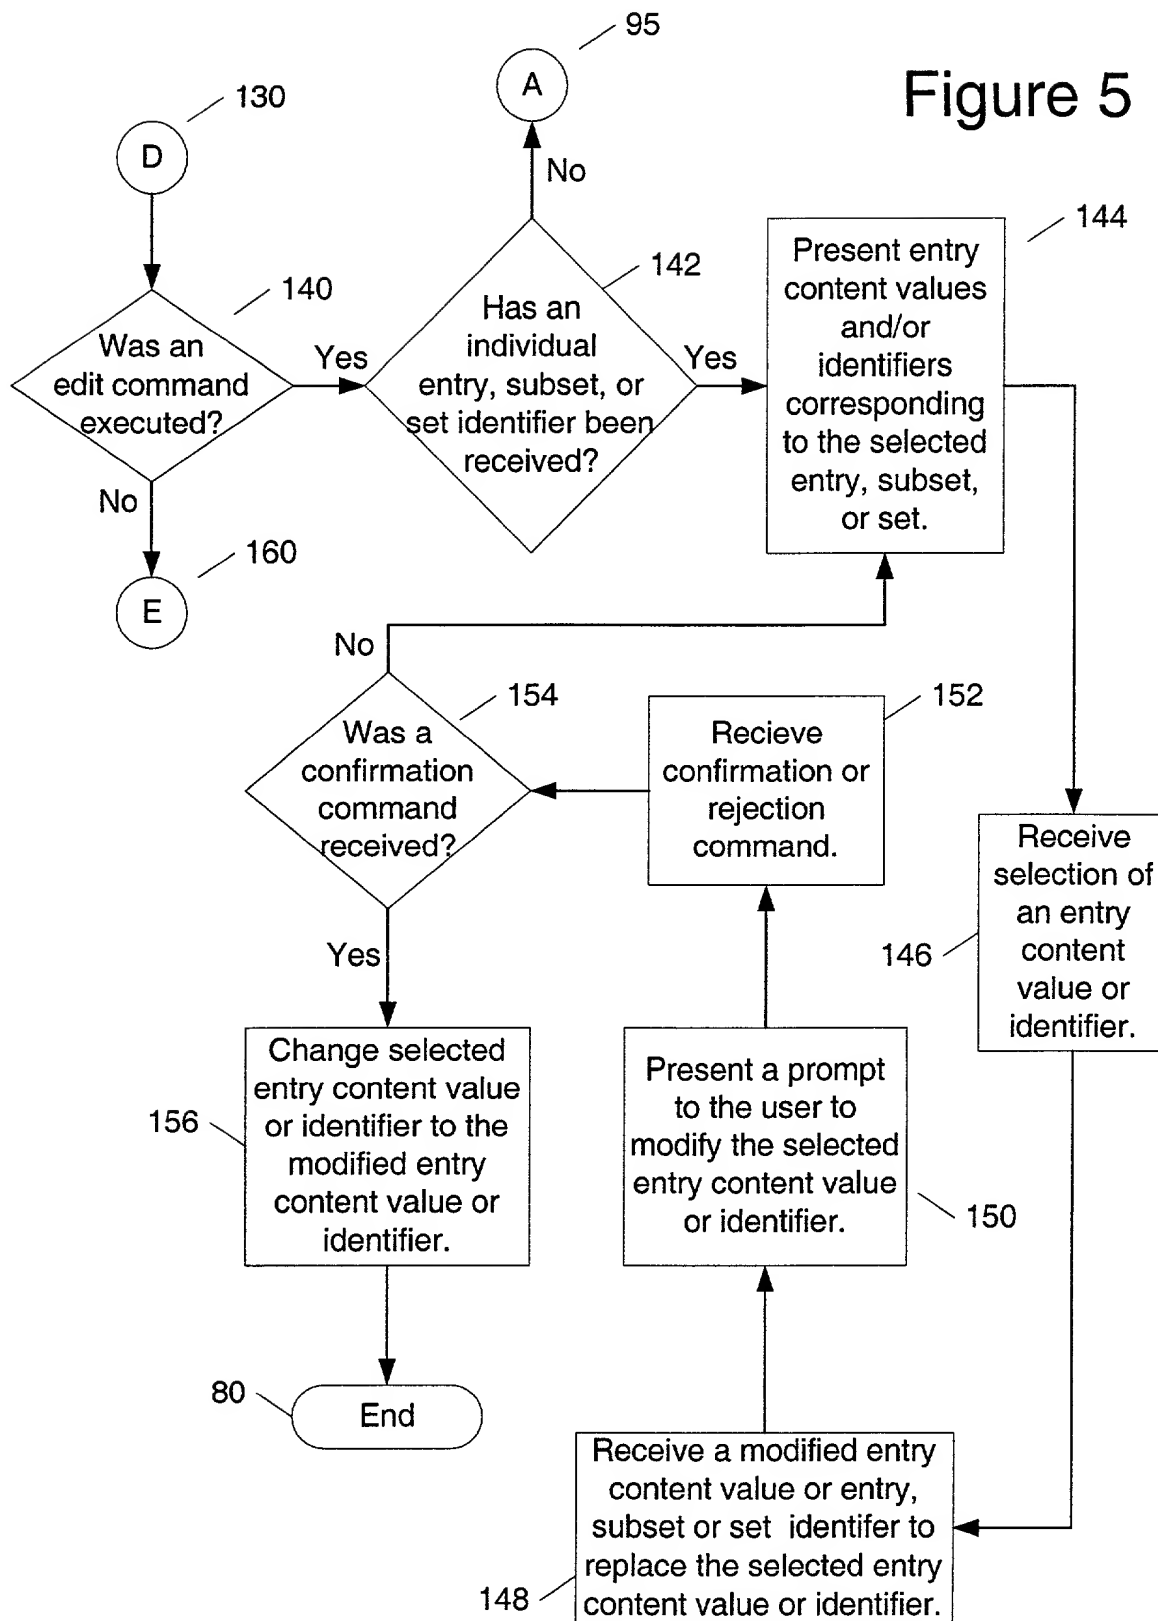 95
A
Figure 5
130
D
No
144
Present entry
content values
and/or
identifiers
corresponding
to the selected
entry, subset,
or set.
142
Has an
individual
entry, subset, or
set identifier been
received?
140
Was an
edit command
executed?
Yes
Yes
No
160
E
No
154
Was a
confirmation
command
received?
152
Recieve
confirmation or
rejection
command.
Receive
selection of
an entry
content
value or
identifier.
146
Yes
Change selected
entry content value
or identifier to the
modified entry
content value or
identifier.
156
Present a prompt
to the user to
modify the selected
entry content value
or identifier.
150
80
End
Receive a modified entry
content value or entry,
subset or set identifer to
replace the selected entry
content value or identifier.
148